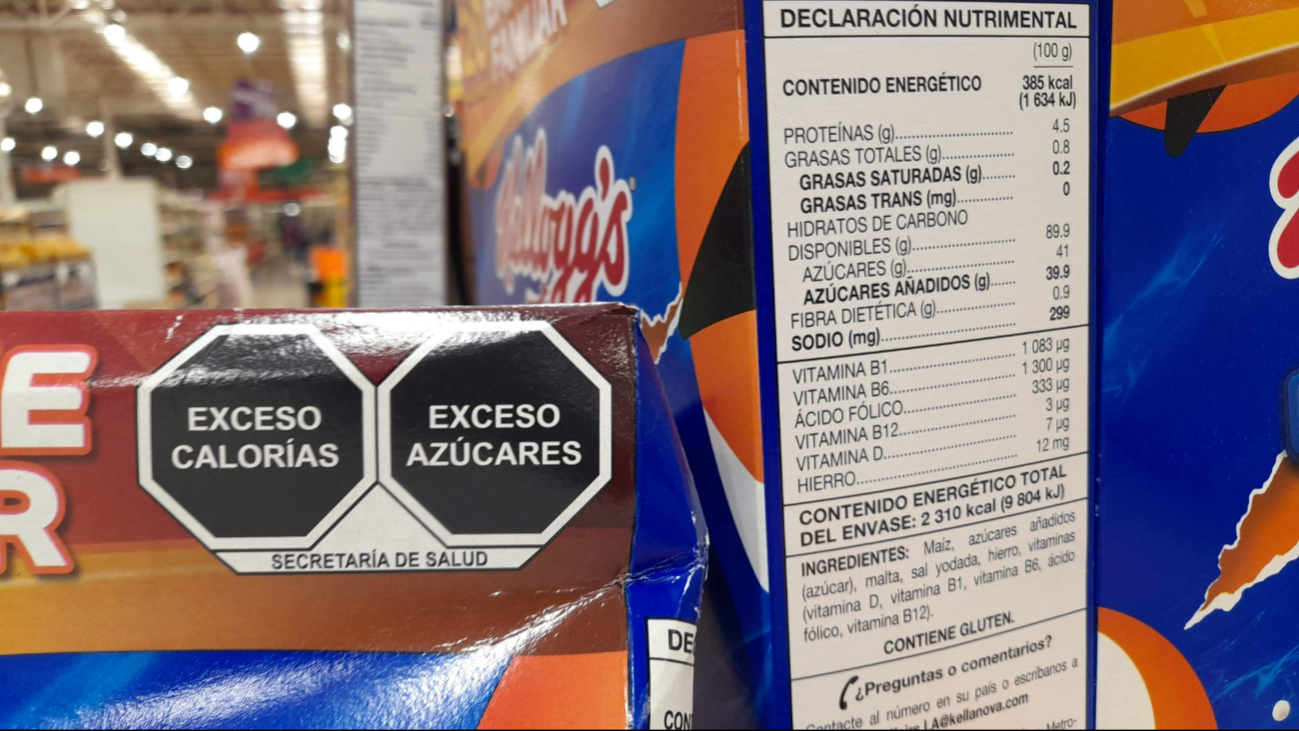 FAMILIAR
Kellogg's
E
R
EXCESO
CALORÍAS
EXCESO
AZÚCARES
SECRETARÍA DE SALUD
DE
CON
DECLARACIÓN NUTRIMENTAL
(100 g)
CONTENIDO ENERGÉTICO 385 kcal
(1 634 kJ)
PROTEÍNAS (g)........................ 4.5
GRASAS TOTALES (g)............... 0.8
GRASAS SATURADAS (g)....... 0.2
GRASAS TRANS (mg)............ 0
HIDRATOS DE CARBONO
DISPONIBLES (g)..................... 89.9
AZÚCARES (g)...................... 41
AZÚCARES AÑADIDOS (g)...... 39.9
FIBRA DIETÉTICA (g)................ 0.9
SODIO (mg)........................... 299
VITAMINA B1.......................... 1 083 µg
VITAMINA B6.......................... 1 300 µg
ÁCIDO FÓLICO........................ 333 µg
VITAMINA B12........................ 3 µg
VITAMINA D........................... 7 µg
HIERRO................................. 12 mg
CONTENIDO ENERGÉTICO TOTAL
DEL ENVASE: 2 310 kcal (9 804 kJ)
INGREDIENTES: Maíz, azúcares añadidos
(azúcar), malta, sal yodada, hierro, vitaminas
(vitamina D, vitamina B1, vitamina B6, ácido
fólico, vitamina B12).
CONTIENE GLUTEN.
¿Preguntas o comentarios?
Contacte al número en su país o escríbanos a
LA@kellanova.com
Metro-